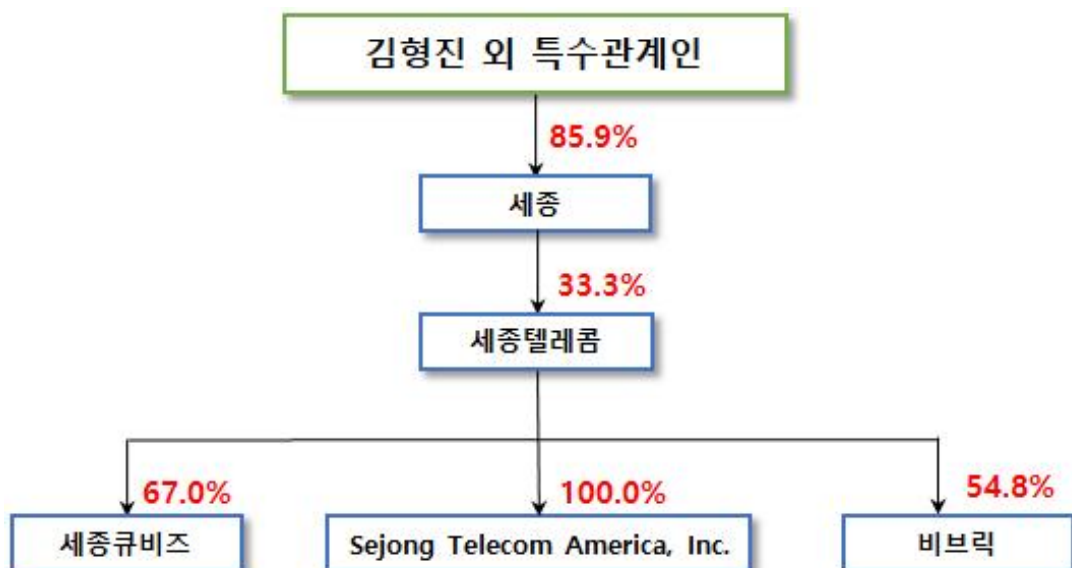 김형진 외 특수관계인
85.9%
세종
33.3%
세종텔레콤
67.0%
100.0%
54.8%
세종큐비즈
Sejong Telecom America, Inc.
비브릭